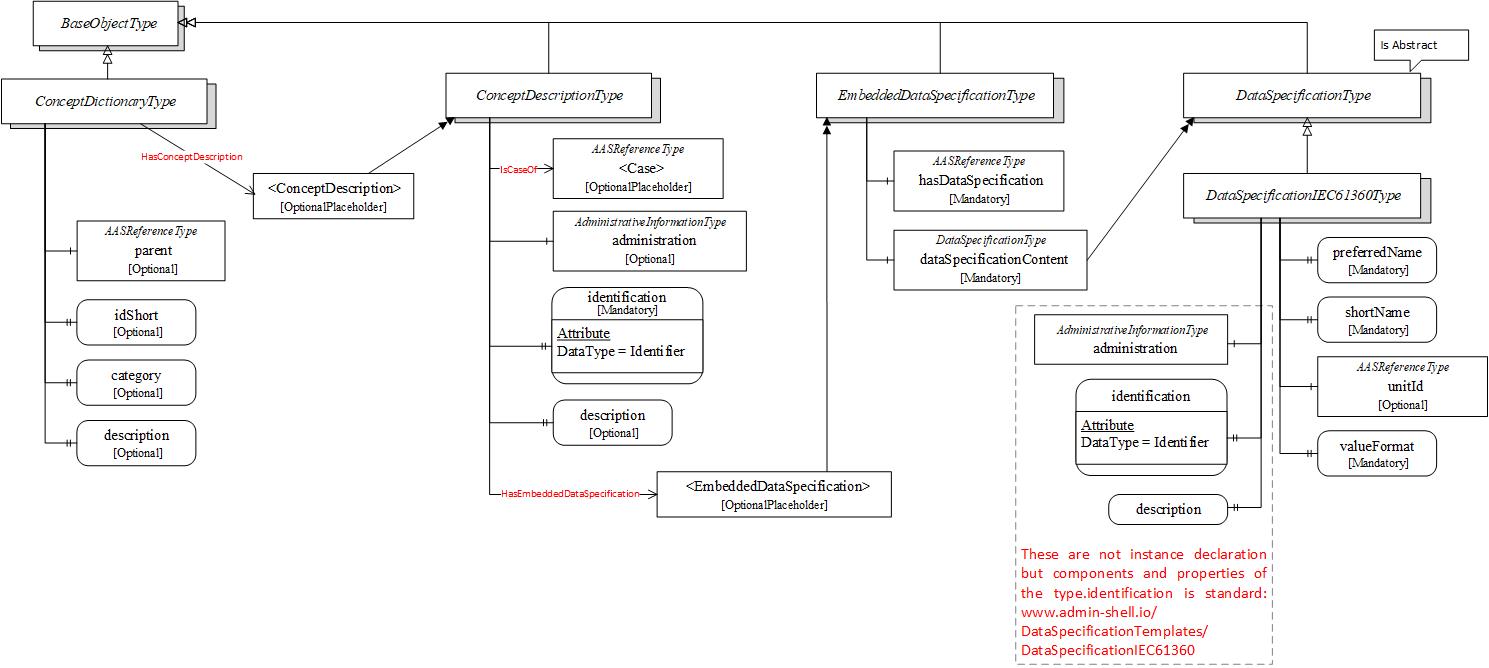 BaseObjectType
Is Abstract
ConceptDictionaryType
ConceptDescriptionType
EmbeddedDataSpecificationType
DataSpecificationType
HasConceptDescription
<ConceptDescription>
[OptionalPlaceholder]
AASReferenceType
parent
[Optional]
idShort
[Optional]
category
[Optional]
description
[Optional]
IsCaseOf
AASReferenceType
<Case>
[OptionalPlaceholder]
AdministrativeInformationType
administration
[Optional]
identification
[Mandatory]
Attribute
DataType = Identifier
description
[Optional]
HasEmbeddedDataSpecification
<EmbeddedDataSpecification>
[OptionalPlaceholder]
AASReferenceType
hasDataSpecification
[Mandatory]
DataSpecificationType
dataSpecificationContent
[Mandatory]
DataSpecificationIEC61360Type
preferredName
[Mandatory]
shortName
[Mandatory]
AASReferenceType
unitId
[Optional]
valueFormat
[Mandatory]
AdministrativeInformationType
administration
identification
Attribute
DataType = Identifier
description
These are not instance declaration
but components and properties of
the type.identification is standard:
www.admin-shell.io/
DataSpecificationTemplates/
DataSpecificationIEC61360